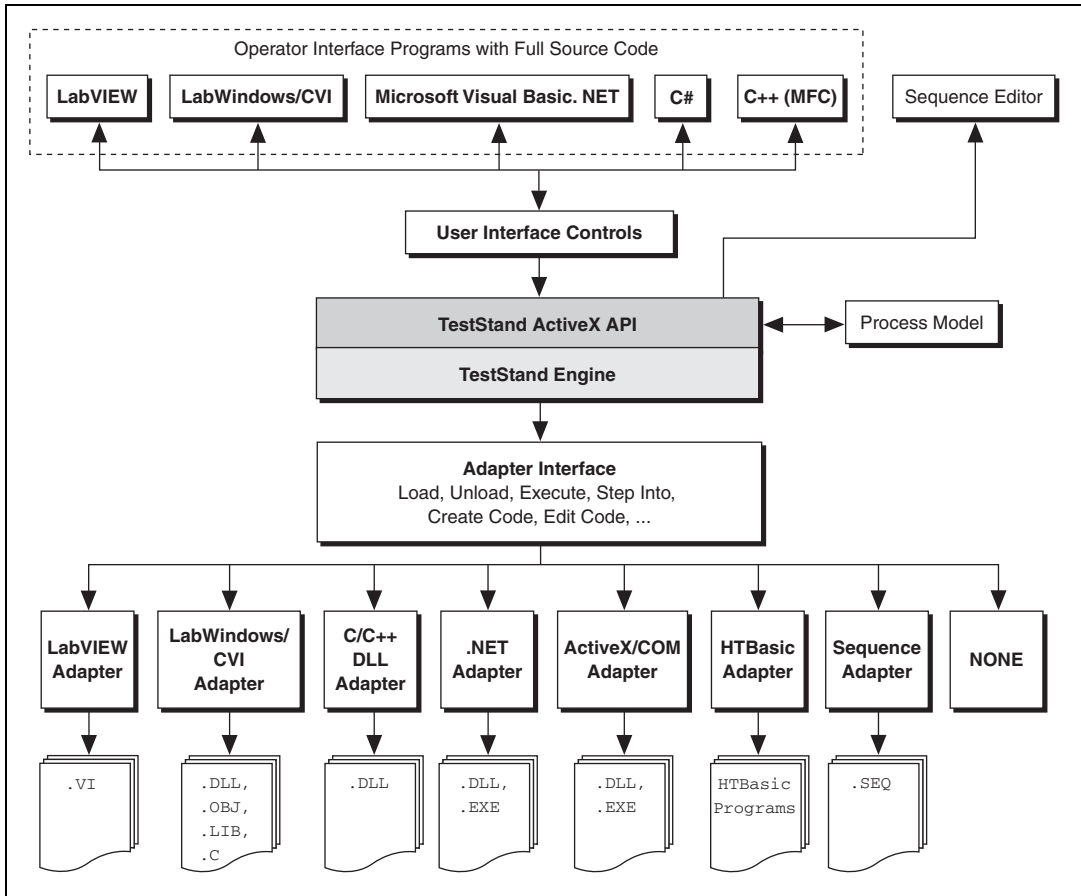 Operator Interface Programs with Full Source Code
LabVIEW
LabWindows/CVI
Microsoft Visual Basic. NET
C#
C++ (MFC)
Sequence Editor
User Interface Controls
TestStand ActiveX API
Process Model
TestStand Engine
Adapter Interface
Load, Unload, Execute, Step Into,
Create Code, Edit Code, ...
LabVIEW
Adapter
LabWindows/
CVI
Adapter
C/C++
DLL
Adapter
.NET
Adapter
ActiveX/COM
Adapter
HTBasic
Adapter
Sequence
Adapter
NONE
.VI
.DLL,
.OBJ,
.LIB,
.C
.DLL
.DLL,
.EXE
.DLL,
.EXE
HTBasic
Programs
.SEQ